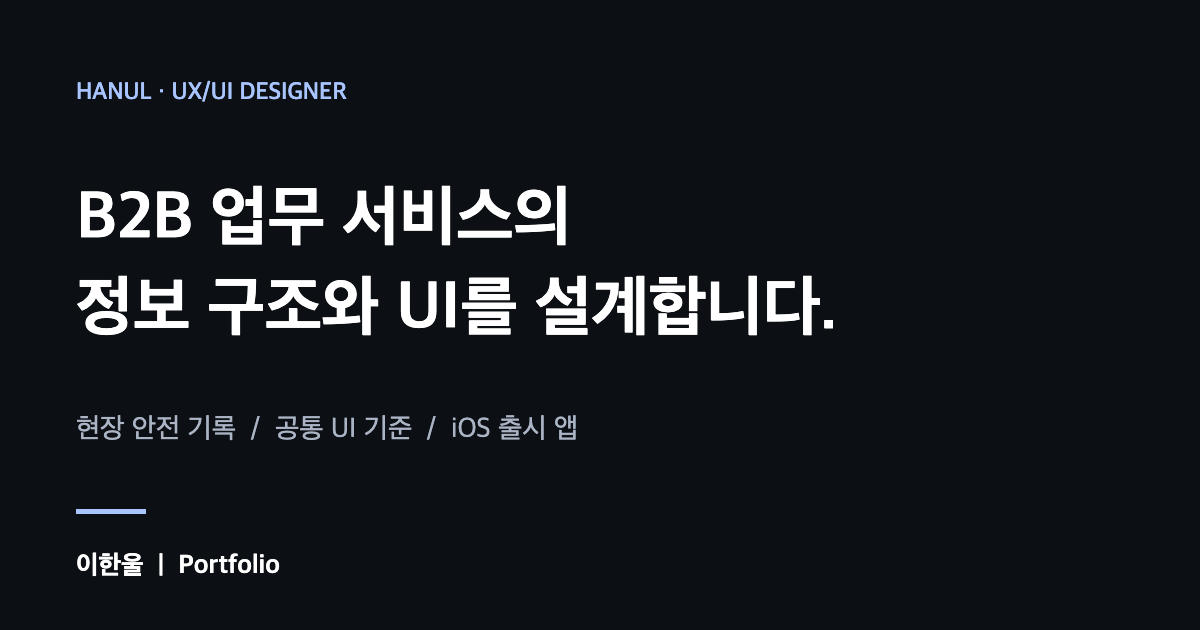 HANUL · UX/UI DESIGNER
B2B 업무 서비스의
정보 구조와 UI를 설계합니다.
현장 안전 기록 / 공통 UI 기준 / iOS 출시 앱
이한울 | Portfolio